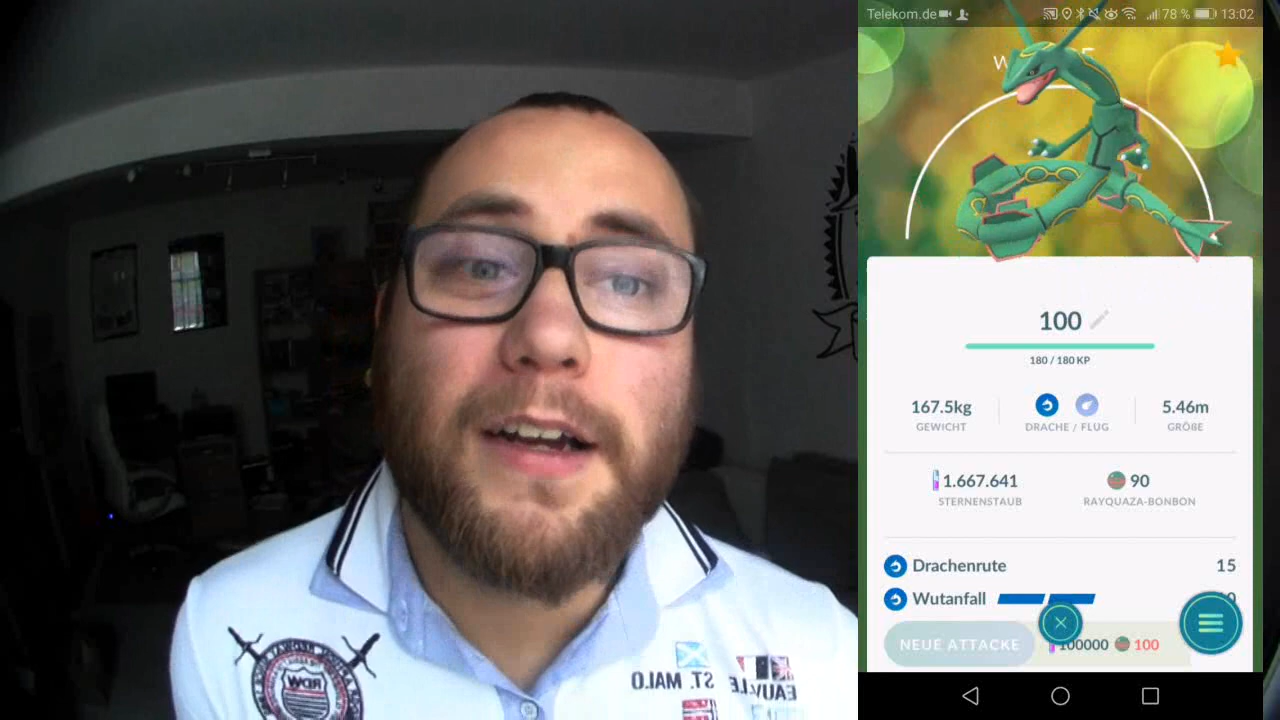 Telekom.de
78 %
13:02
W
100
180 / 180 KP
167.5kg
GEWICHT
DRACHE / FLUG
5.46m
GRÖßE
1.667.641
STERNENSTAUB
90
RAYQUAZA-BONBON
Drachenrute
15
Wutanfall
NEUE ATTACKE
100000
100
RDW
ST. MALO